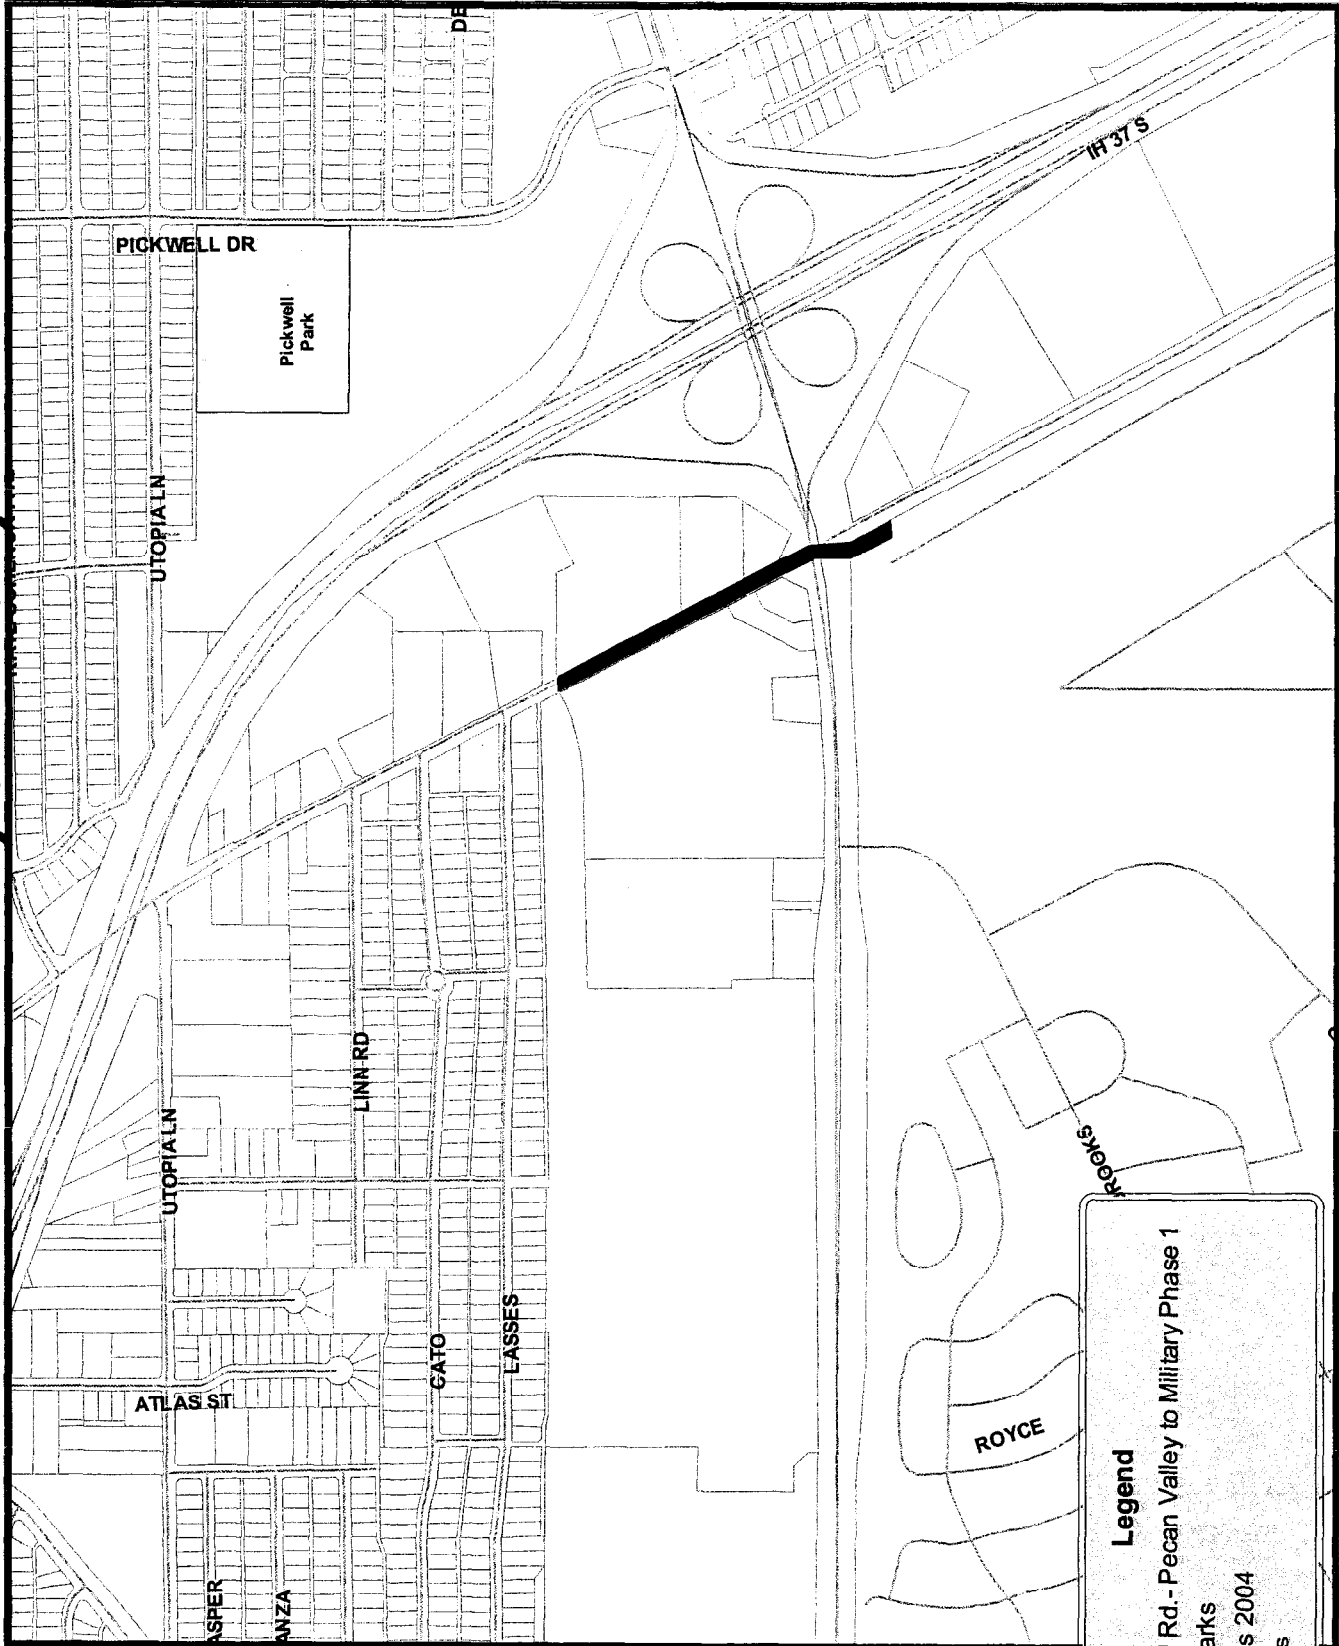 DE
IH 37 S
PICKWELL DR
Pickwell
Park
UTOPIA LN
LINN RD
UTOPIA LN
ROOKS
CATO
LASSES
ATLAS ST
ROYCE
ASPER
ANZA
Legend
Rd.- Pecan Valley to Military Phase 1
arks
s 2004
s